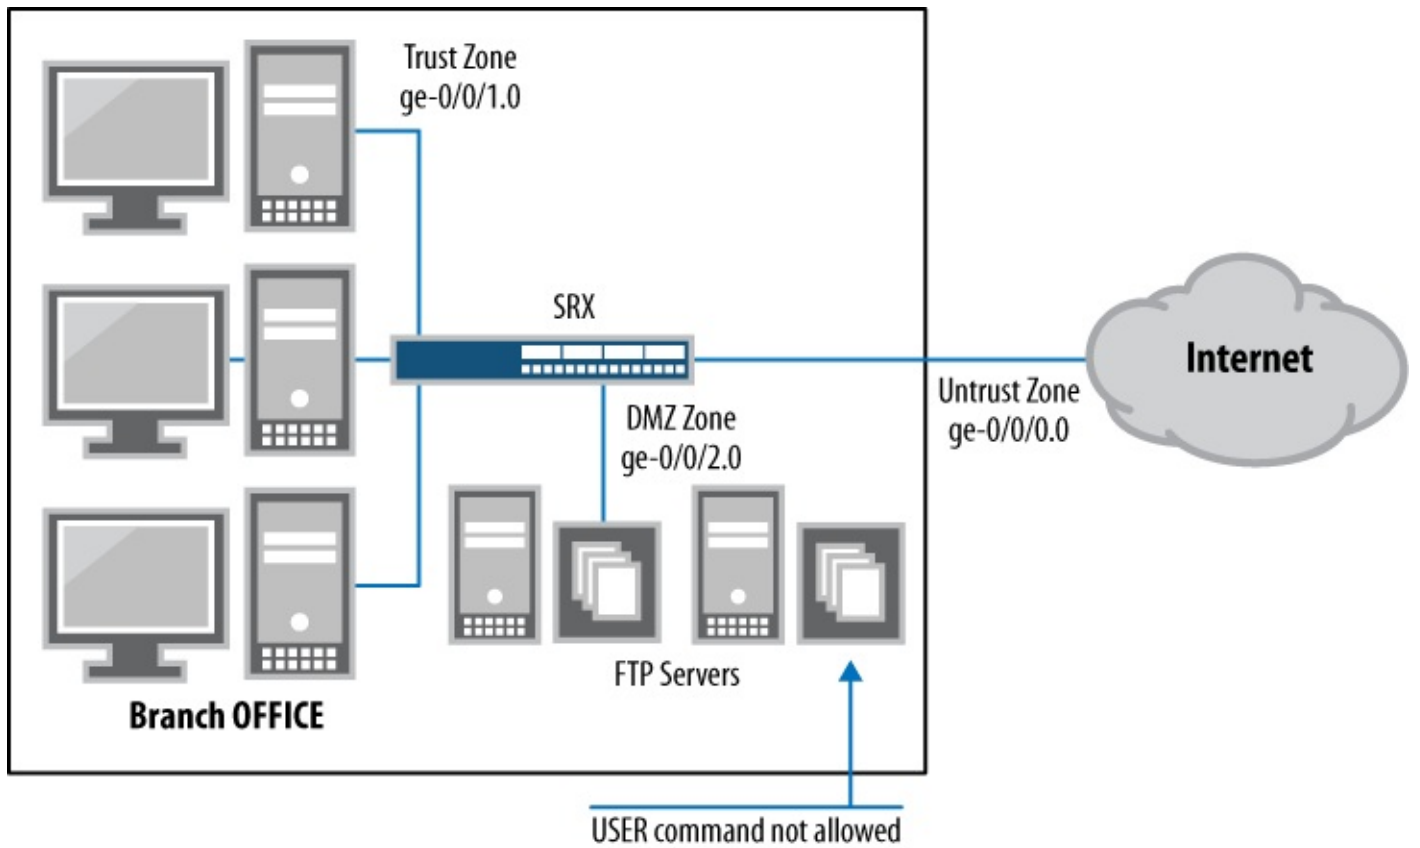 Trust Zone
ge-0/0/1.0
SRX
Internet
Untrust Zone
ge-0/0/0.0
DMZ Zone
ge-0/0/2.0
FTP Servers
Branch OFFICE
USER command not allowed